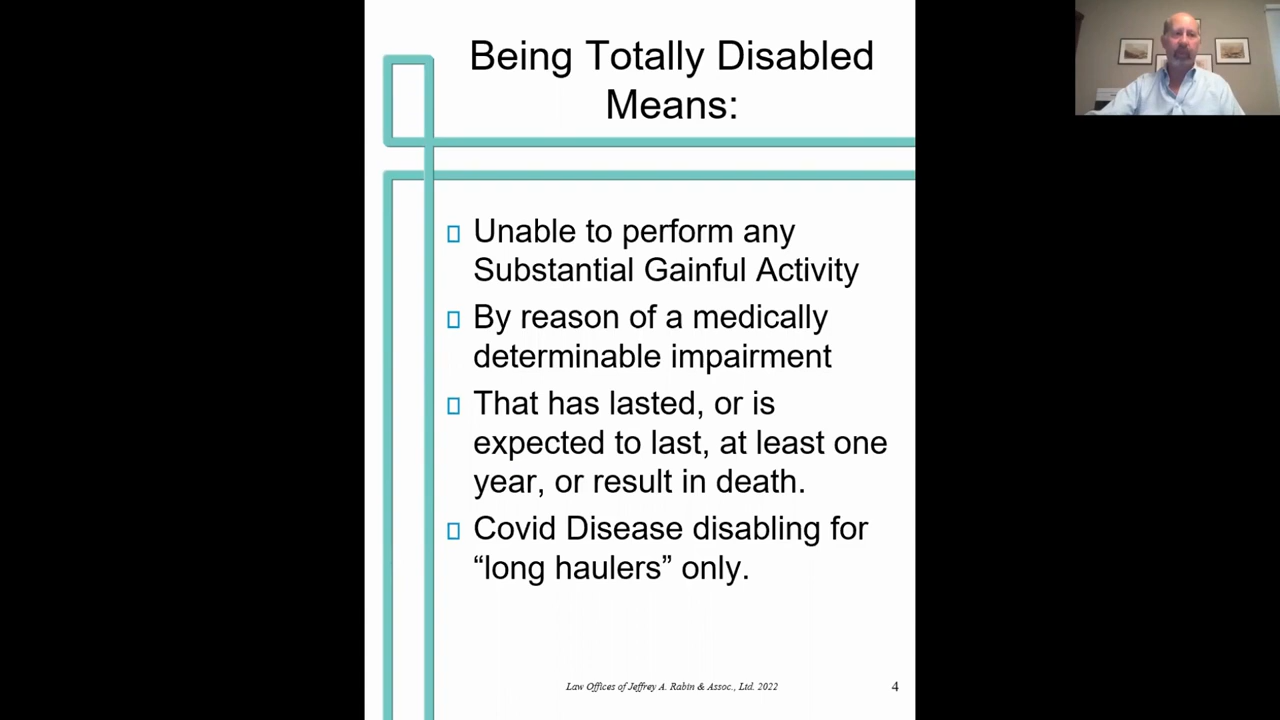 Being Totally Disabled
Means:
Unable to perform any
Substantial Gainful Activity
By reason of a medically
determinable impairment
That has lasted, or is
expected to last, at least one
year, or result in death.
Covid Disease disabling for
“long haulers” only.
Law Offices of Jeffrey A. Rabin & Assoc., Ltd. 2022
4